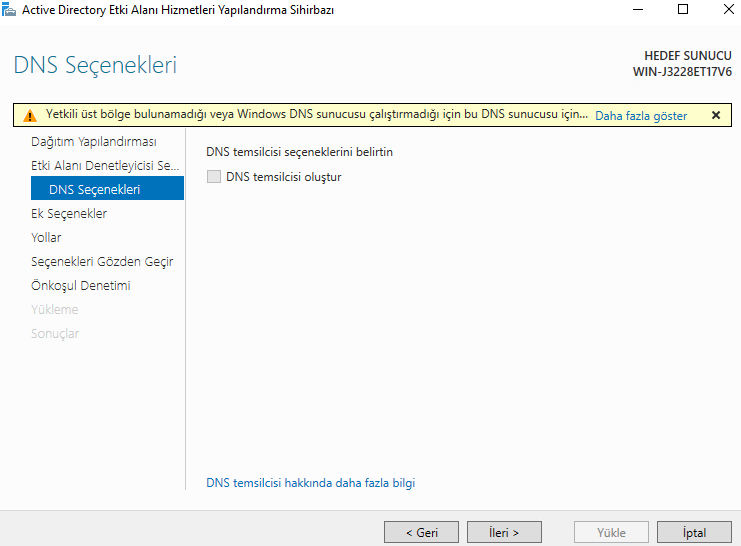 Active Directory Etki Alanı Hizmetleri Yapılandırma Sihirbazı
DNS Seçenekleri
HEDEF SUNUCU
WIN-J3228ET17V6
Yetkili üst bölge bulunamadığı veya Windows DNS sunucusu çalıştırmadığı için bu DNS sunucusu için... Daha fazla göster
Dağıtım Yapılandırması
Etki Alanı Denetleyicisi Se...
DNS Seçenekleri
Ek Seçenekler
Yollar
Seçenekleri Gözden Geçir
Önkoşul Denetimi
Yükleme
Sonuçlar
DNS temsilcisi seçeneklerini belirtin
DNS temsilcisi oluştur
DNS temsilcisi hakkında daha fazla bilgi
< Geri
İleri >
Yükle
İptal